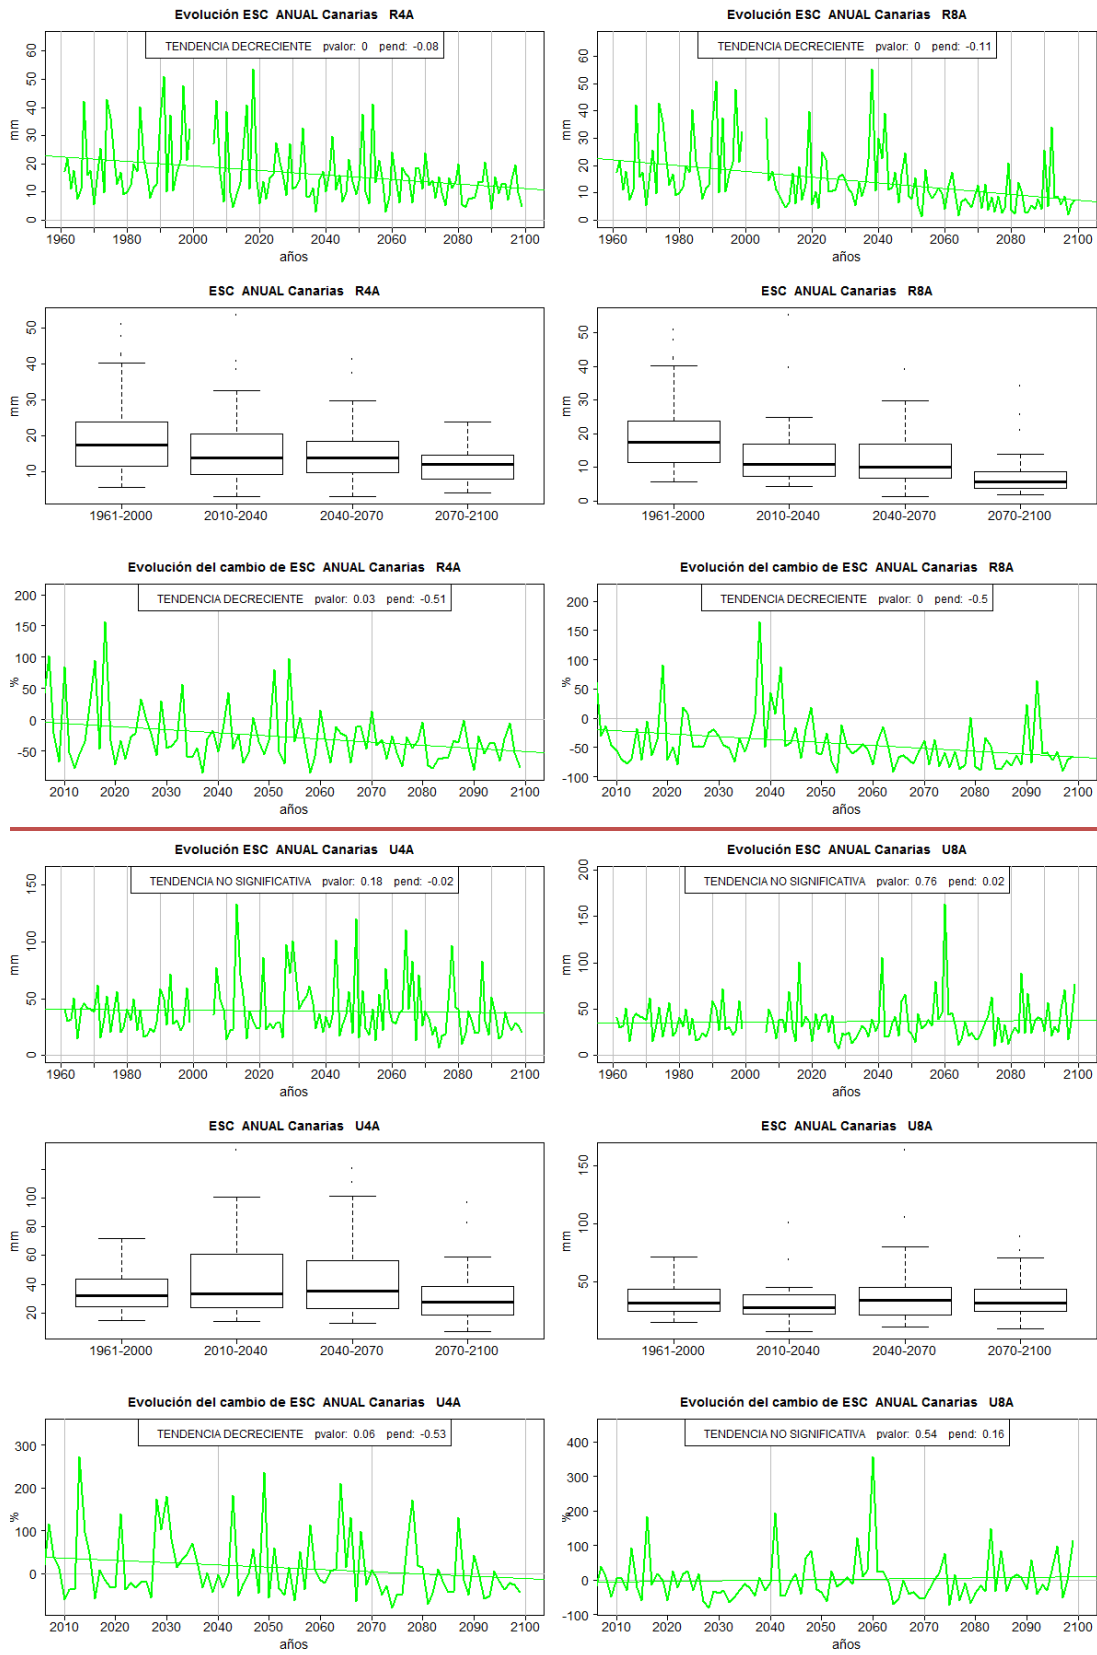 Evolución ESC ANUAL Canarias R4A
TENDENCIA DECRECIENTE pvalor: 0 pend: -0.08
mm
60
50
40
30
20
10
0
1960 1980 2000 2020 2040 2060 2080 2100
años
Evolución ESC ANUAL Canarias R8A
TENDENCIA DECRECIENTE pvalor: 0 pend: -0.11
mm
60
50
40
30
20
10
0
1960 1980 2000 2020 2040 2060 2080 2100
años
ESC ANUAL Canarias R4A
mm
50
40
30
20
10
1961-2000 2010-2040 2040-2070 2070-2100
ESC ANUAL Canarias R8A
mm
50
40
30
20
10
0
1961-2000 2010-2040 2040-2070 2070-2100
Evolución del cambio de ESC ANUAL Canarias R4A
TENDENCIA DECRECIENTE pvalor: 0.03 pend: -0.51
%
200
150
100
50
0
-50
2010 2020 2030 2040 2050 2060 2070 2080 2090 2100
años
Evolución del cambio de ESC ANUAL Canarias R8A
TENDENCIA DECRECIENTE pvalor: 0 pend: -0.5
%
200
150
100
50
0
-50
-100
2010 2020 2030 2040 2050 2060 2070 2080 2090 2100
años
Evolución ESC ANUAL Canarias U4A
TENDENCIA NO SIGNIFICATIVA pvalor: 0.18 pend: -0.02
mm
150
100
50
0
1960 1980 2000 2020 2040 2060 2080 2100
años
Evolución ESC ANUAL Canarias U8A
TENDENCIA NO SIGNIFICATIVA pvalor: 0.76 pend: 0.02
mm
200
150
100
50
0
1960 1980 2000 2020 2040 2060 2080 2100
años
ESC ANUAL Canarias U4A
mm
100
80
60
40
20
1961-2000 2010-2040 2040-2070 2070-2100
ESC ANUAL Canarias U8A
mm
150
100
50
1961-2000 2010-2040 2040-2070 2070-2100
Evolución del cambio de ESC ANUAL Canarias U4A
TENDENCIA DECRECIENTE pvalor: 0.06 pend: -0.53
%
300
200
100
0
2010 2020 2030 2040 2050 2060 2070 2080 2090 2100
años
Evolución del cambio de ESC ANUAL Canarias U8A
TENDENCIA NO SIGNIFICATIVA pvalor: 0.54 pend: 0.16
%
400
300
200
100
0
-100
2010 2020 2030 2040 2050 2060 2070 2080 2090 2100
años